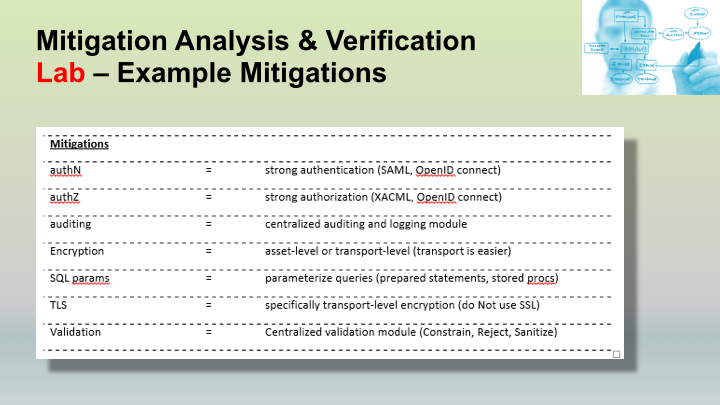 Mitigation Analysis & Verification
Lab – Example Mitigations
Mitigations
authN = strong authentication (SAML, OpenID connect)
authZ = strong authorization (XACML, OpenID connect)
auditing = centralized auditing and logging module
Encryption = asset-level or transport-level (transport is easier)
SQL params = parameterize queries (prepared statements, stored procs)
TLS = specifically transport-level encryption (do Not use SSL)
Validation = Centralized validation module (Constrain, Reject, Sanitize)